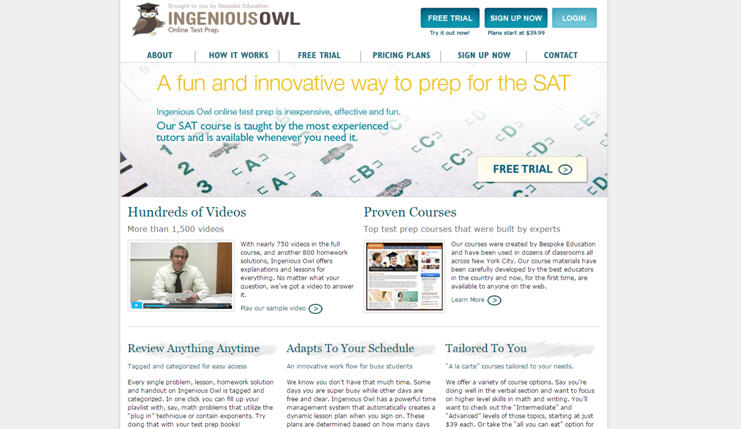 Brought to you by Bespoke Education
INGENIOUSOWL
Online Test Prep
FREE TRIAL
SIGN UP NOW
LOGIN
Try it out now!
Plans start at $39.99
ABOUT
HOW IT WORKS
FREE TRIAL
PRICING PLANS
SIGN UP NOW
CONTACT
A fun and innovative way to prep for the SAT
Ingenious Owl online test prep is inexpensive, effective and fun.
Our SAT course is taught by the most experienced
tutors and is available whenever you need it.
1 2 3 4
A A A
B
C C
D D
E
FREE TRIAL >
Hundreds of Videos
More than 1,500 videos
With nearly 750 videos in the full
course, and another 800 homework
solutions, Ingenious Owl offers
explanations and lessons for
everything. No matter what your
question, we've got a video to answer
it.
Play our sample video >
Proven Courses
Top test prep courses that were built by experts
Our courses were created by Bespoke Education
and have been used in dozens of classrooms all
across New York City. Our course materials have
been carefully developed by the best educators
in the country and now, for the first time, are
available to anyone on the web.
Learn More >
Review Anything Anytime
Tagged and categorized for easy access
Every single problem, lesson, homework solution
and handout on Ingenious Owl is tagged and
categorized. In one click you can fill up your
playlist with, say, math problems that utilize the
"plug in" technique or contain exponents. Try
doing that with your test prep books!
Adapts To Your Schedule
An innovative work flow for busy students
We know you don't have that much time. Some
days you are super busy while other days are
free and clear. Ingenious Owl has a powerful time
management system that automatically creates a
dynamic lesson plan when you sign on. These
plans are determined based on how many days
Tailored To You
"A la carte" courses tailored to your needs.
We offer a variety of course options. Say you're
doing well in the verbal section and want to focus
on higher level skills in math and writing. You'll
want to check out the "Intermediate" and
"Advanced" levels of those topics, starting at just
$39 each. Or take the "all you can eat" option for